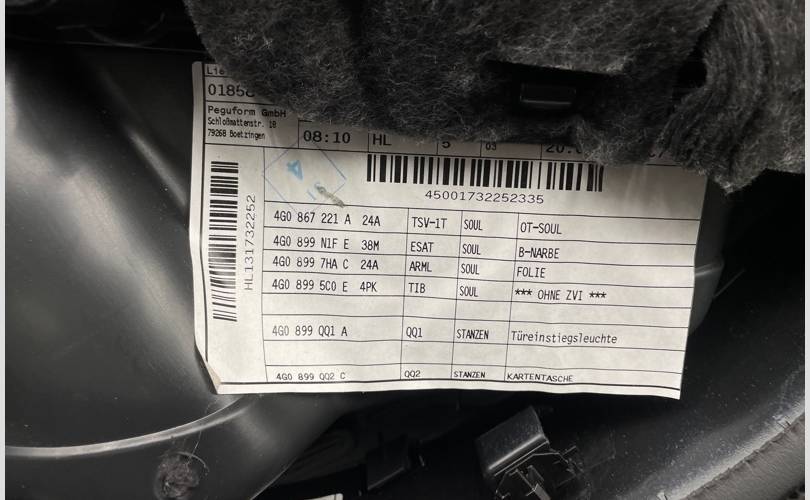 Lie
0185
Peguform GmbH
Schloßmattenstr. 18
79268 Boetzingen
08:10 HL 5 03 20.
45001732252335
HL131732252
4G0 867 221 A 24A TSV-1T SOUL OT-SOUL
4G0 899 N1F E 38M ESAT SOUL B-NARBE
4G0 899 7HA C 24A ARML SOUL FOLIE
4G0 899 5C0 E 4PK TIB SOUL *** OHNE ZVI ***
4G0 899 QQ1 A QQ1 STANZEN Türeinstiegsleuchte
4G0 899 QQ2 C QQ2 STANZEN KARTENTASCHE